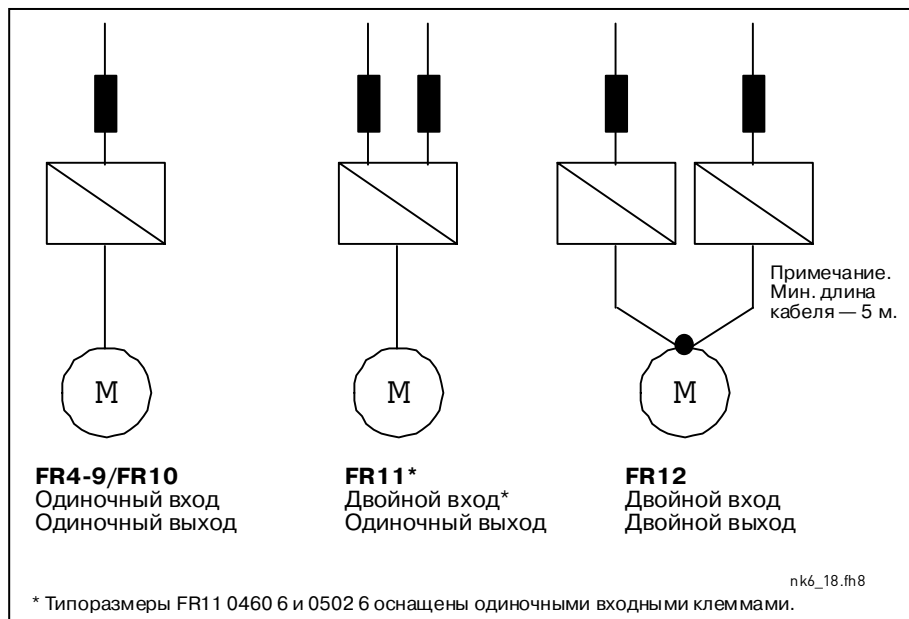 Примечание.
Мин. длина
кабеля — 5 м.
M
M
M
FR4-9/FR10
Одиночный вход
Одиночный выход
FR11*
Двойной вход*
Одиночный выход
FR12
Двойной вход
Двойной выход
nk6_18.fh8
* Типоразмеры FR11 0460 6 и 0502 6 оснащены одиночными входными клеммами.